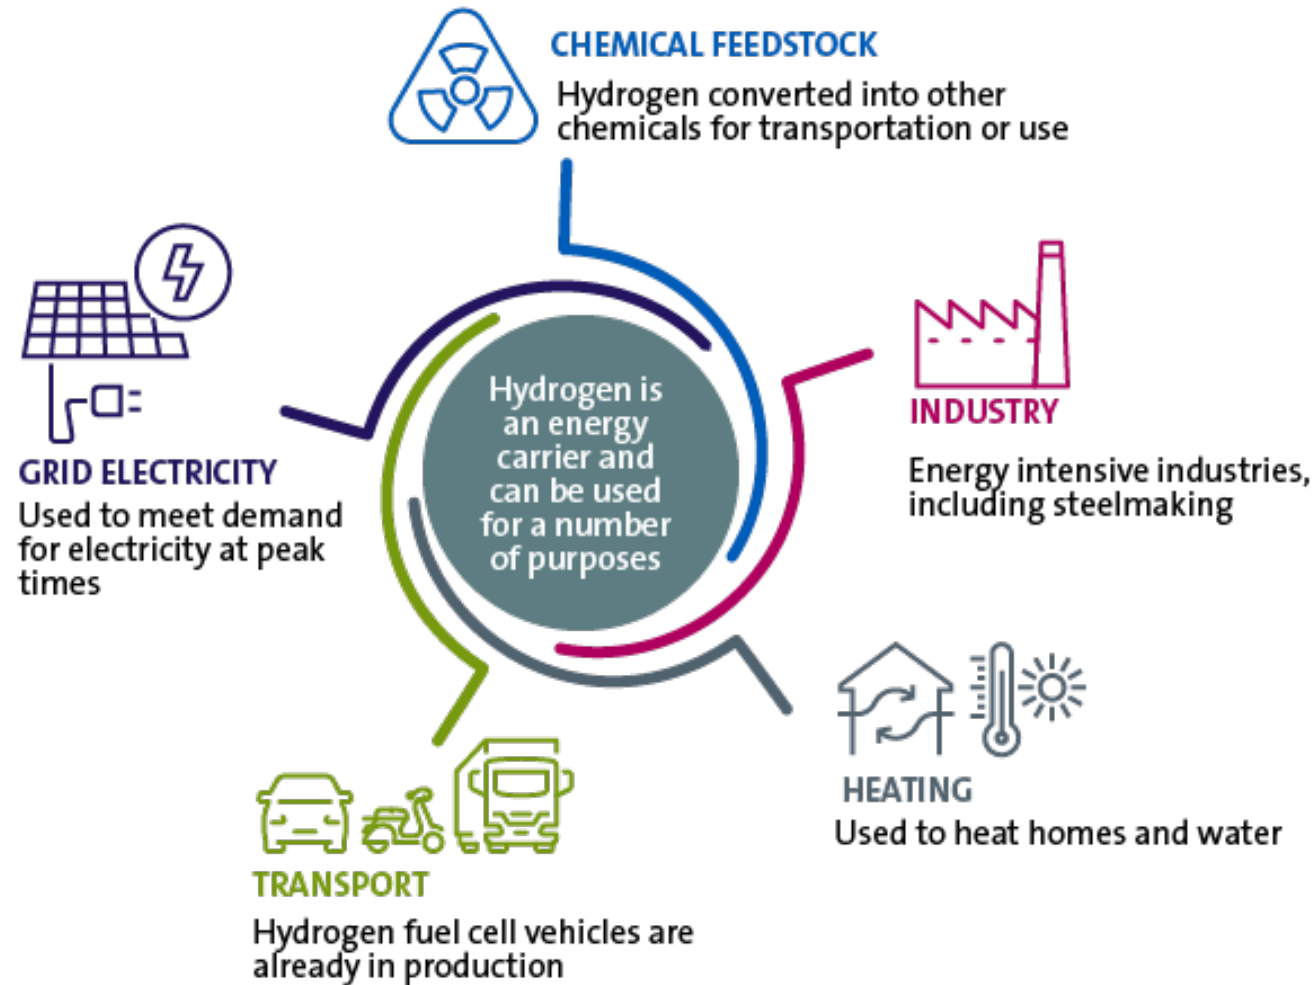 CHEMICAL FEEDSTOCK
Hydrogen converted into other
chemicals for transportation or use
INDUSTRY
Energy intensive industries,
including steelmaking
HEATING
Used to heat homes and water
TRANSPORT
Hydrogen fuel cell vehicles are
already in production
GRID ELECTRICITY
Used to meet demand
for electricity at peak
times
Hydrogen is
an energy
carrier and
can be used
for a number
of purposes